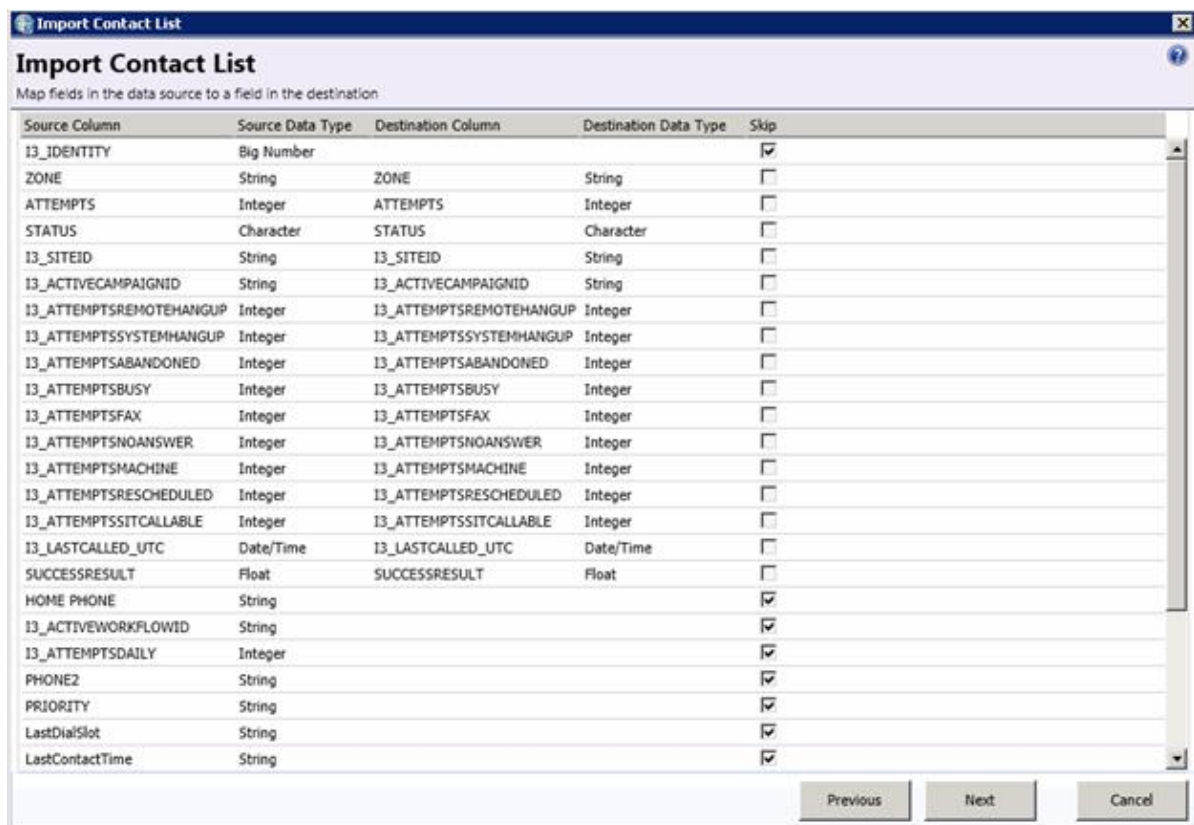 Import Contact List
Import Contact List
Map fields in the data source to a field in the destination
Source Column Source Data Type Destination Column Destination Data Type Skip
I3_IDENTITY Big Number
ZONE String ZONE String
ATTEMPTS Integer ATTEMPTS Integer
STATUS Character STATUS Character
I3_SITEID String I3_SITEID String
I3_ACTIVECAMPAIGNID String I3_ACTIVECAMPAIGNID String
I3_ATTEMPTSREMOTEHANGUP Integer I3_ATTEMPTSREMOTEHANGUP Integer
I3_ATTEMPTSSYSTEMHANGUP Integer I3_ATTEMPTSSYSTEMHANGUP Integer
I3_ATTEMPTSABANDONED Integer I3_ATTEMPTSABANDONED Integer
I3_ATTEMPTSBUSY Integer I3_ATTEMPTSBUSY Integer
I3_ATTEMPTSFAX Integer I3_ATTEMPTSFAX Integer
I3_ATTEMPTSNOANSWER Integer I3_ATTEMPTSNOANSWER Integer
I3_ATTEMPTSMACHINE Integer I3_ATTEMPTSMACHINE Integer
I3_ATTEMPTSRESCHEDULED Integer I3_ATTEMPTSRESCHEDULED Integer
I3_ATTEMPTSSITCALLABLE Integer I3_ATTEMPTSSITCALLABLE Integer
I3_LASTCALLED_UTC Date/Time I3_LASTCALLED_UTC Date/Time
SUCCESSRESULT Float SUCCESSRESULT Float
HOME PHONE String
I3_ACTIVEWORKFLOWID String
I3_ATTEMPTSDAILY Integer
PHONE2 String
PRIORITY String
LastDialSlot String
LastContactTime String
Previous Next Cancel